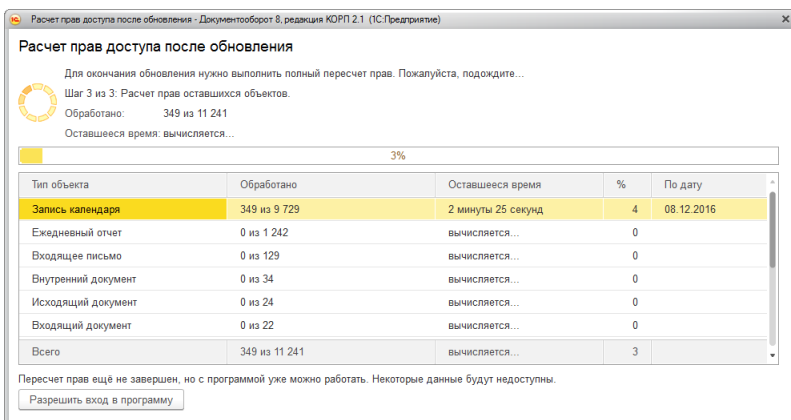 Расчет прав доступа после обновления - Документооборот 8, редакция КОРП 2.1 (1С:Предприятие)
Расчет прав доступа после обновления
Для окончания обновления нужно выполнить полный пересчет прав. Пожалуйста, подождите...
Шаг 3 из 3: Расчет прав оставшихся объектов.
Обработано: 349 из 11 241
Оставшееся время: вычисляется...
3%
Тип объекта Обработано Оставшееся время % По дату
Запись календаря 349 из 9 729 2 минуты 25 секунд 4 08.12.2016
Ежедневный отчет 0 из 1 242 вычисляется... 0
Входящее письмо 0 из 129 вычисляется... 0
Внутренний документ 0 из 34 вычисляется... 0
Исходящий документ 0 из 24 вычисляется... 0
Входящий документ 0 из 22 вычисляется... 0
Всего 349 из 11 241 вычисляется... 3
Пересчет прав ещё не завершен, но с программой уже можно работать. Некоторые данные будут недоступны.
Разрешить вход в программу